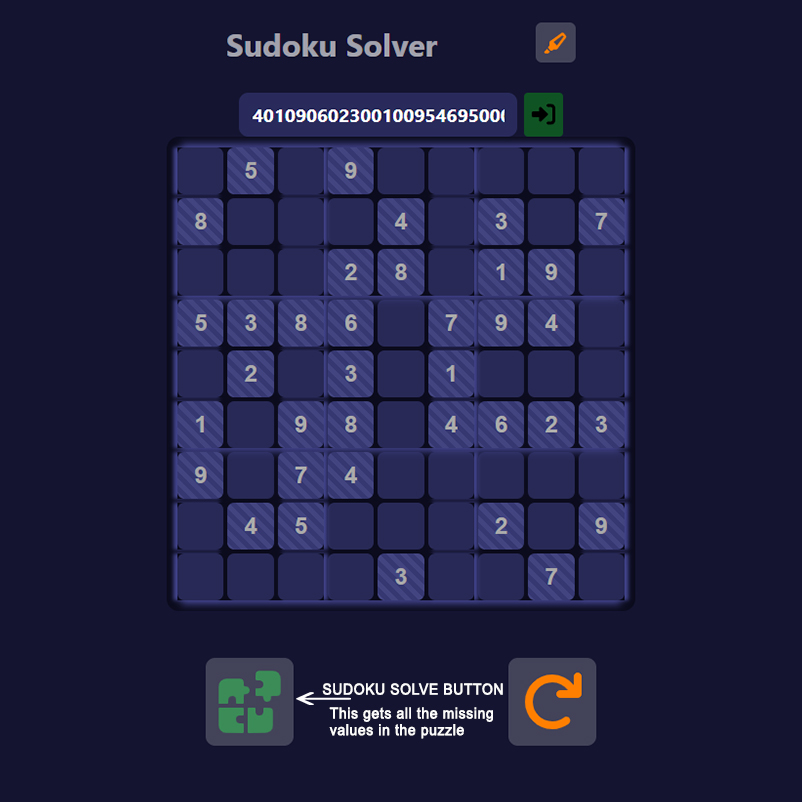 Sudoku Solver
40109060230010095469500
5 9
8 4 3 7
2 8 1 9
5 3 8 6 7 9 4
2 3 1
1 9 8 4 6 2 3
9 7 4
4 5 2 9
3 7
SUDOKU SOLVE BUTTON
This gets all the missing
values in the puzzle